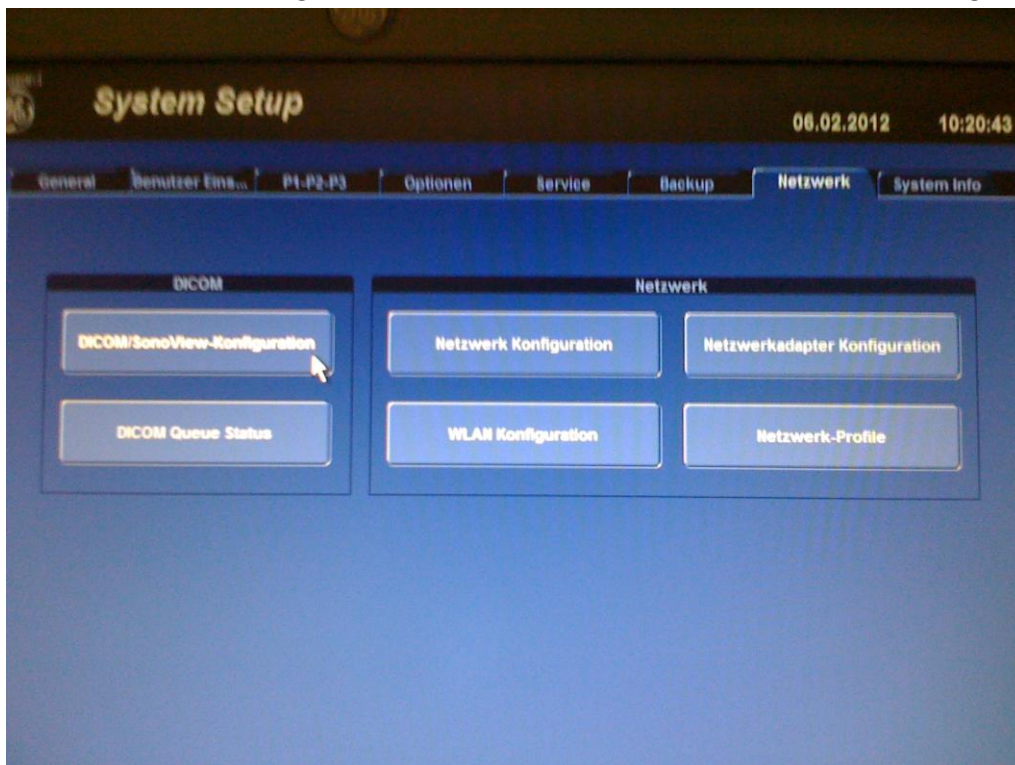 System Setup
06.02.2012 10:20:43
General Benutzer Eins... P1-P2-P3 Optionen Service Backup Netzwerk System Info
DICOM Netzwerk
DICOM/SonoView-Konfiguration Netzwerk Konfiguration Netzwerkadapter Konfiguration
DICOM Queue Status WLAN Konfiguration Netzwerk-Profile